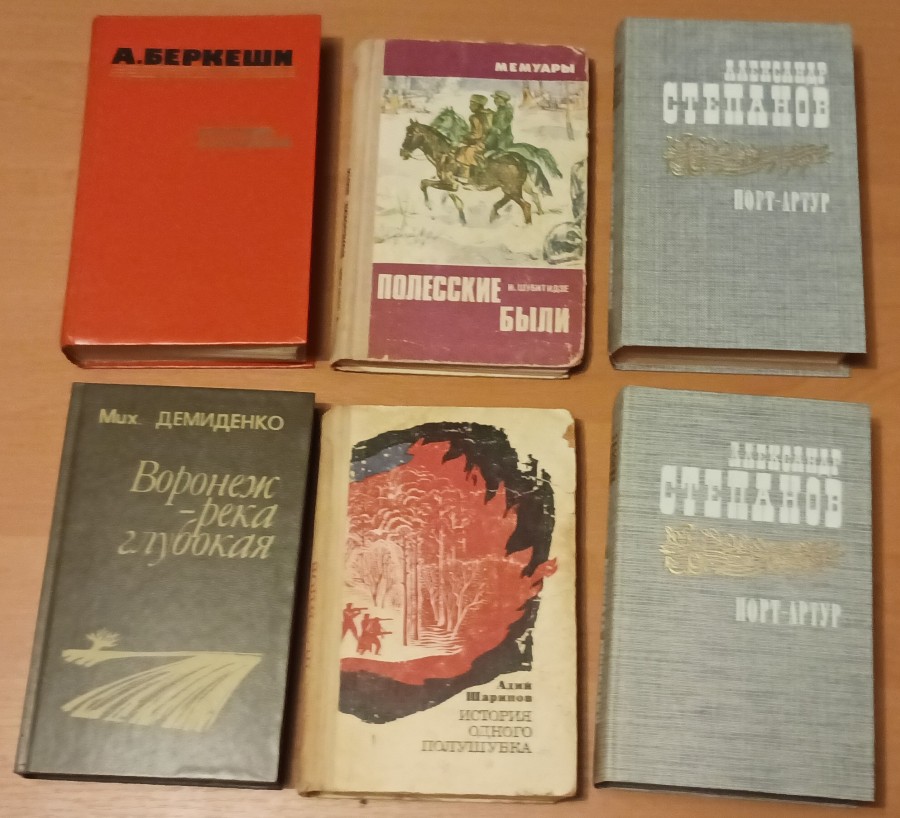 А. БЕРКЕШИ
МЕМУАРЫ
ПОЛЕССКИЕ
В. ШУБИТИДЗЕ
БЫЛИ
АЛЕКСАНДР
СТЕПАНОВ
ПОРТ-АРТУР
Мих. ДЕМИДЕНКО
Воронеж
-река
глубокая
Адий
Шарипов
ИСТОРИЯ
ОДНОГО
ПОЛУШУБКА
АЛЕКСАНДР
СТЕПАНОВ
ПОРТ-АРТУР